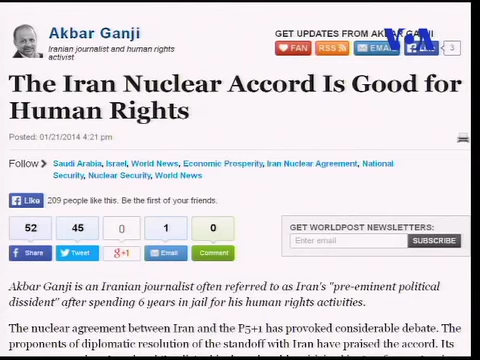 Akbar Ganji
Iranian journalist and human rights
activist
GET UPDATES FROM AKBAR GANJI
FAN RSS EMAIL Like 3
VOA
The Iran Nuclear Accord Is Good for
Human Rights
Posted: 01/21/2014 4:21 pm
Follow Saudi Arabia, Israel, World News, Economic Prosperity, Iran Nuclear Agreement, National
Security, Nuclear Security, World News
Like 209 people like this. Be the first of your friends.
52 45 0 1 0
Share Tweet g+1 Email Comment
GET WORLDPOST NEWSLETTERS:
Enter email SUBSCRIBE
Akbar Ganji is an Iranian journalist often referred to as Iran's "pre-eminent political
dissident" after spending 6 years in jail for his human rights activities.
The nuclear agreement between Iran and the P5+1 has provoked considerable debate. The
proponents of diplomatic resolution of the standoff with Iran have praised the accord. Its